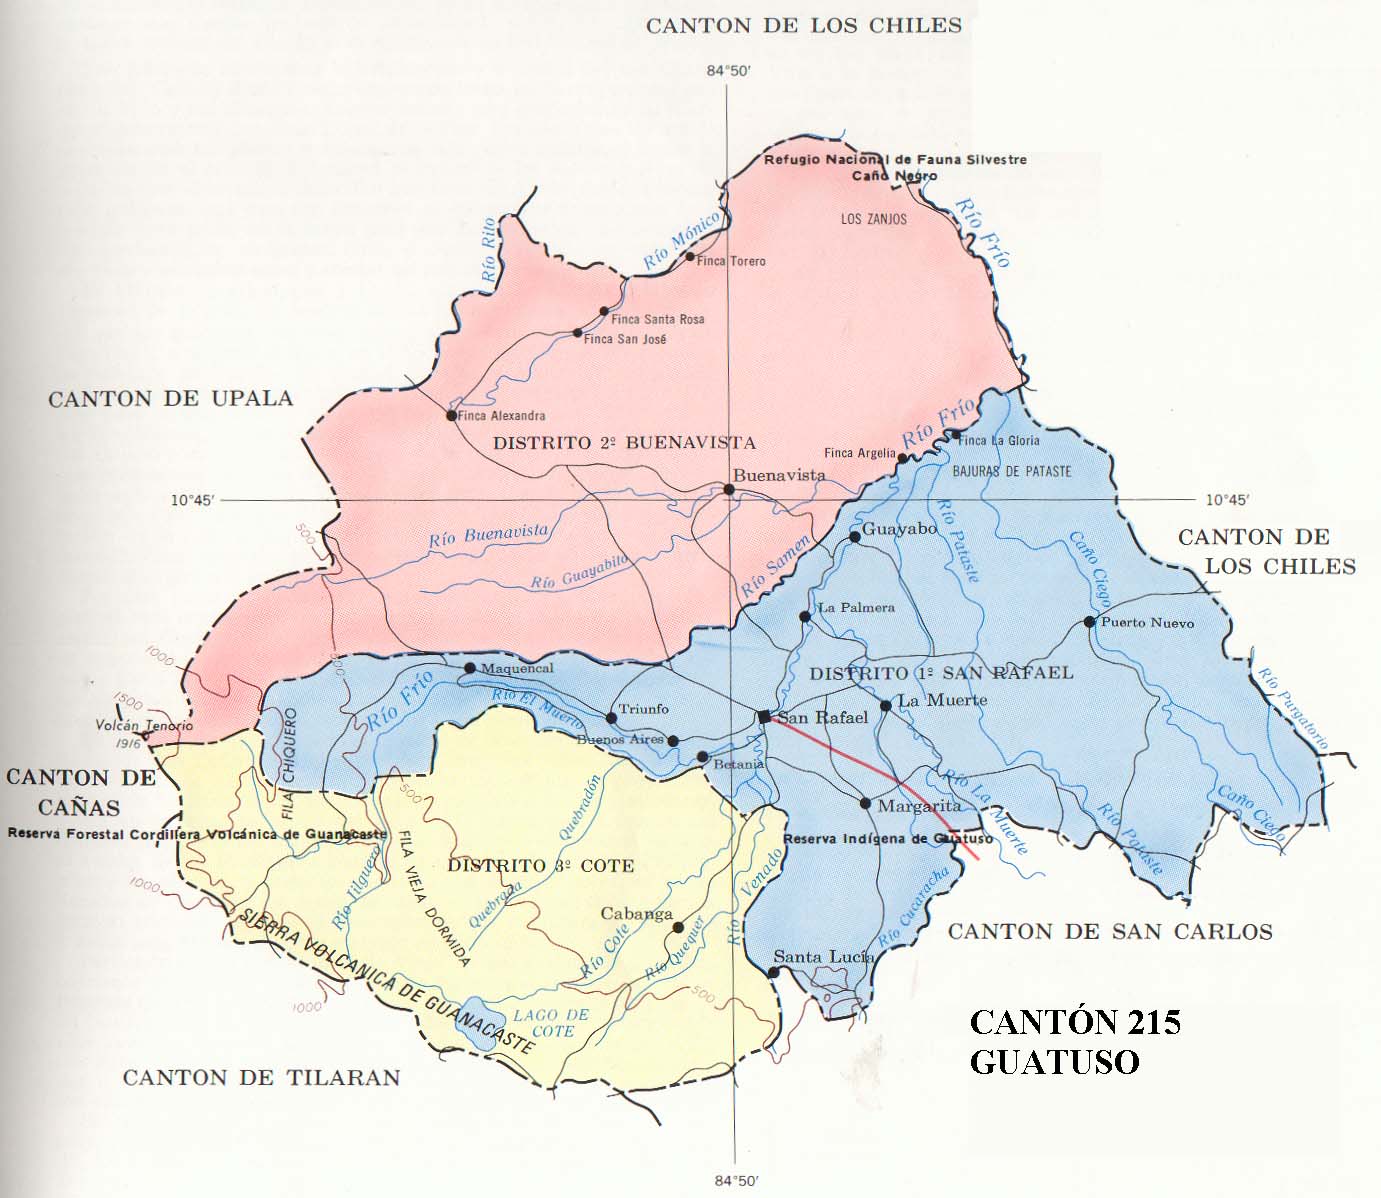 CANTON DE LOS CHILES
84°50'
Refugio Nacional de Fauna Silvestre
Caño Negro
LOS ZANJOS
Río Frío
Río Rito
Río Mónico
Finca Torero
Finca Santa Rosa
Finca San José
CANTON DE UPALA
Finca Alexandra
DISTRITO 2º BUENAVISTA
Río Frío
Finca La Gloria
Finca Argelia
BAJURAS DE PATASTE
Buenavista
10°45'
10°45'
500
Río Buenavista
Guayabo
Río Pataste
CANTON DE
LOS CHILES
Caño Ciego
Río Guayabito
Río Samen
La Palmera
Puerto Nuevo
1000
500
Maquencal
DISTRITO 1º SAN RAFAEL
Río Frío
Río El Muerto
Río Purgatorio
1500
Volcán Tenorio
1916
Triunfo
San Rafael
La Muerte
FILA CHIQUERO
Buenos Aires
Betania
CANTON DE
CAÑAS
500
Quebradón
Río La Muerte
Margarita
Caño Ciego
Río Pataste
Reserva Forestal Cordillera Volcánica de Guanacaste
Reserva Indígena de Guatuso
FILA VIEJA DORMIDA
DISTRITO 3º COTE
Río Venado
1000
Quebrada
Río Cucaracha
Cabanga
SIERRA VOLCANICA DE GUANACASTE
Río Cote
Río Quequer
CANTON DE SAN CARLOS
Santa Lucía
500
1000
LAGO DE
COTE
CANTÓN 215
GUATUSO
CANTON DE TILARAN
84°50'